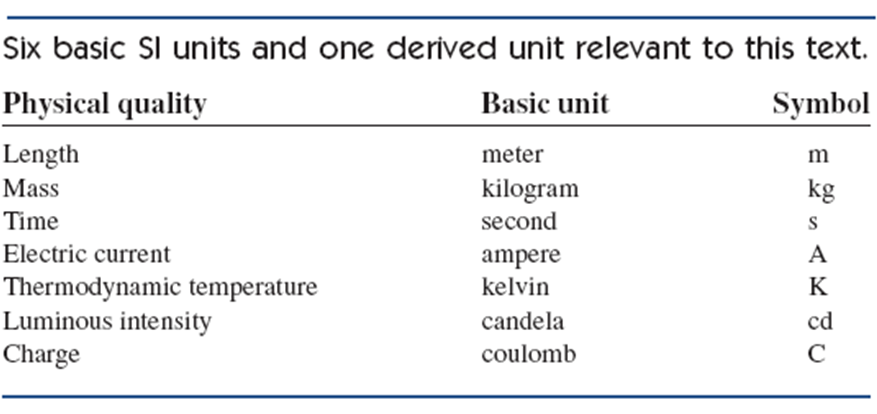 Six basic SI units and one derived unit relevant to this text.
Physical quality Basic unit Symbol
Length meter m
Mass kilogram kg
Time second s
Electric current ampere A
Thermodynamic temperature kelvin K
Luminous intensity candela cd
Charge coulomb C